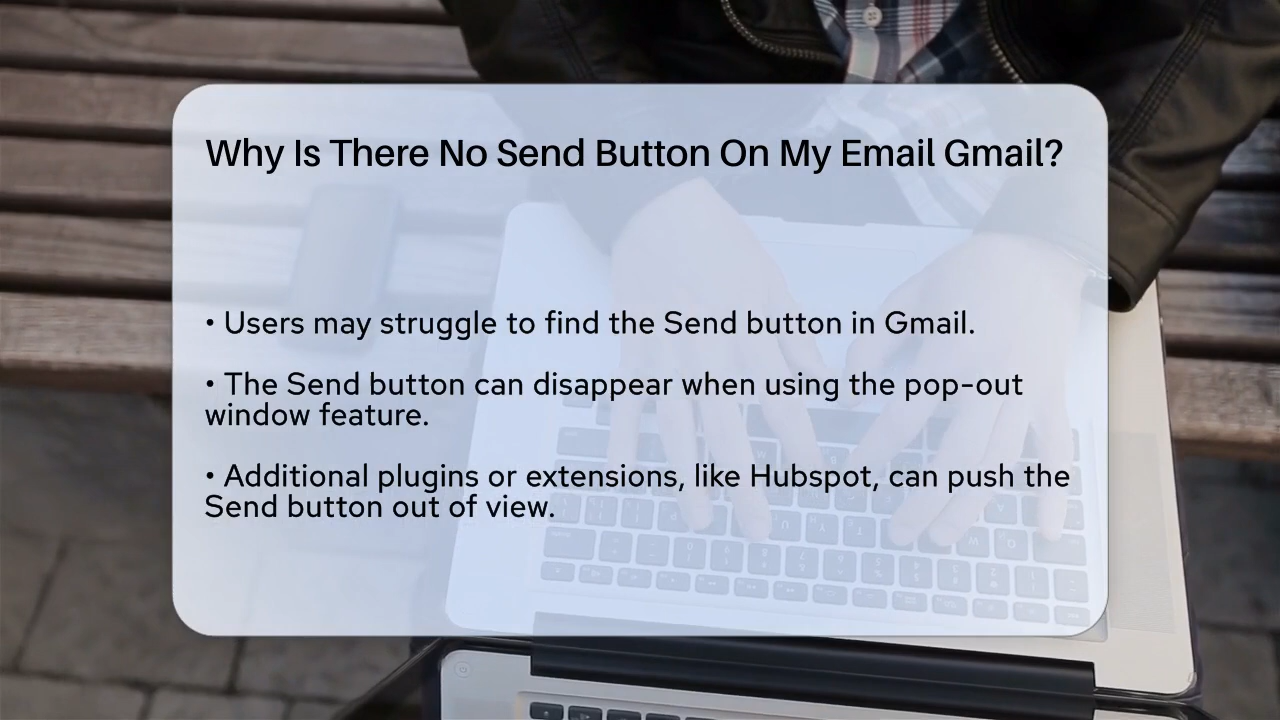 Why Is There No Send Button On My Email Gmail?
• Users may struggle to find the Send button in Gmail.
• The Send button can disappear when using the pop-out
window feature.
• Additional plugins or extensions, like Hubspot, can push the
Send button out of view.